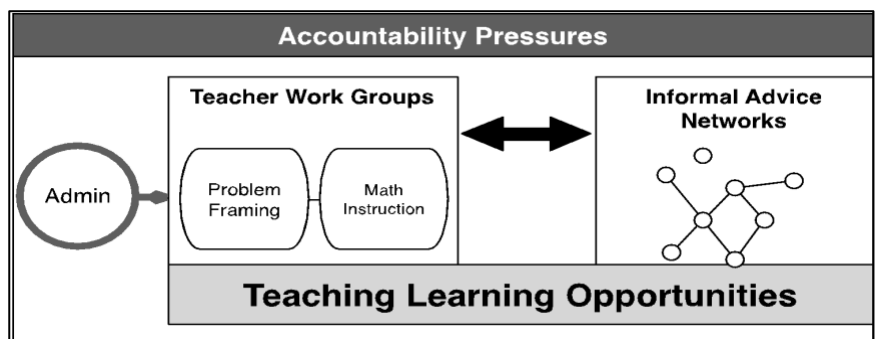 Accountability Pressures
Teacher Work Groups
Informal Advice
Networks
Admin
Problem
Framing
Math
Instruction
Teaching Learning Opportunities